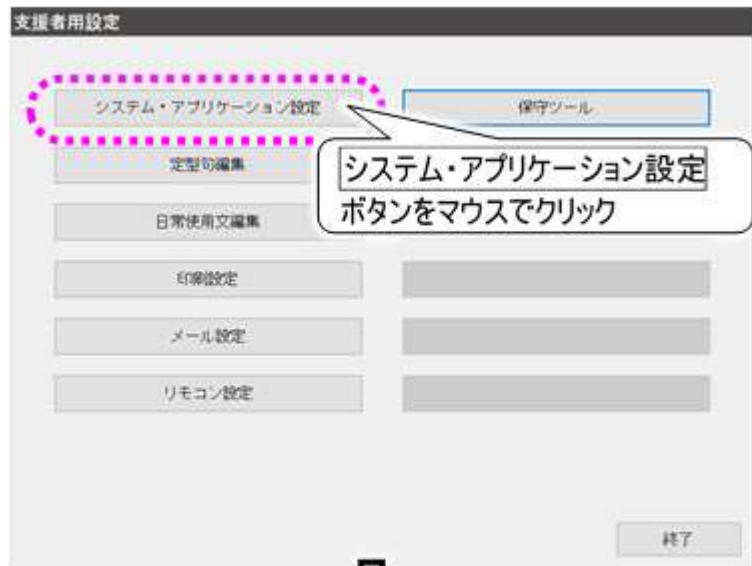 支援者用設定
システム・アプリケーション設定
保守ツール
システム・アプリケーション設定
ボタンをマウスでクリック
定型句編集
日常使用文編集
印刷設定
メール設定
リモコン設定
終了